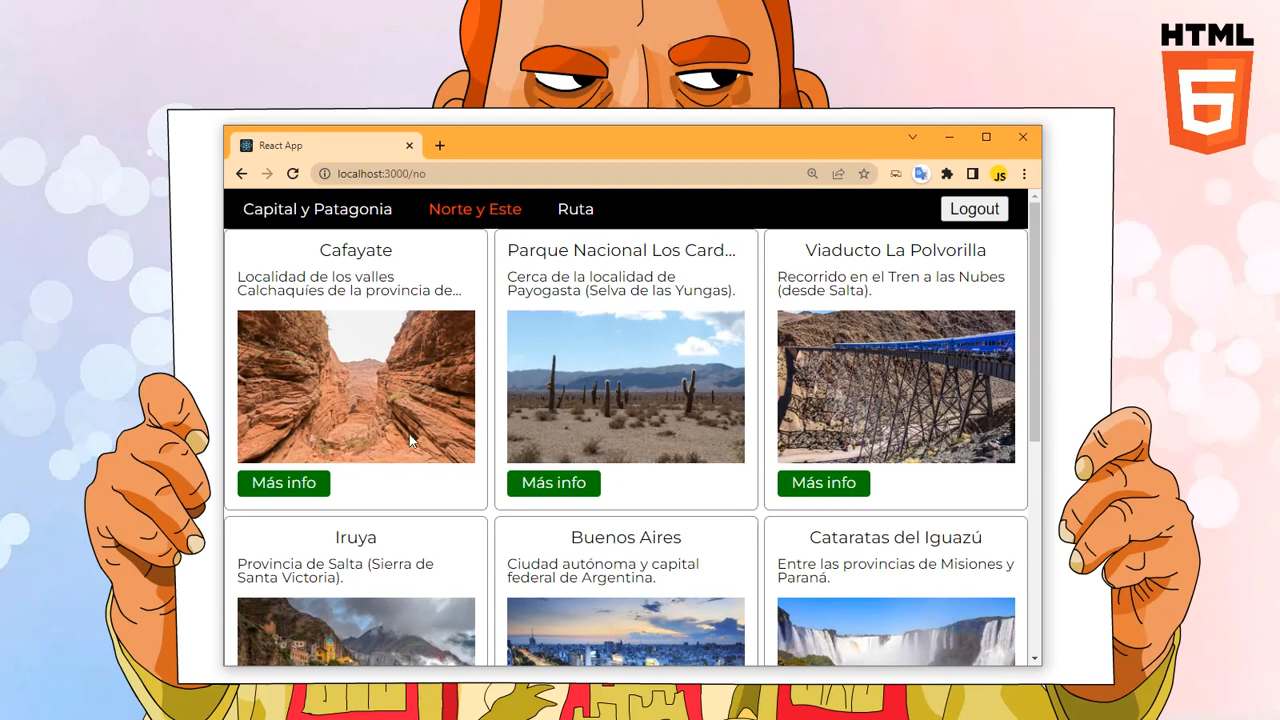 HTML
6
React App
localhost:3000/no
JS
Capital y Patagonia
Norte y Este
Ruta
Logout
Cafayate
Localidad de los valles
Calchaquíes de la provincia de...
Más info
Parque Nacional Los Card...
Cerca de la localidad de
Payogasta (Selva de las Yungas).
Más info
Viaducto La Polvorilla
Recorrido en el Tren a las Nubes
(desde Salta).
Más info
Iruya
Provincia de Salta (Sierra de
Santa Victoria).
Buenos Aires
Ciudad autónoma y capital
federal de Argentina.
Cataratas del Iguazú
Entre las provincias de Misiones y
Paraná.